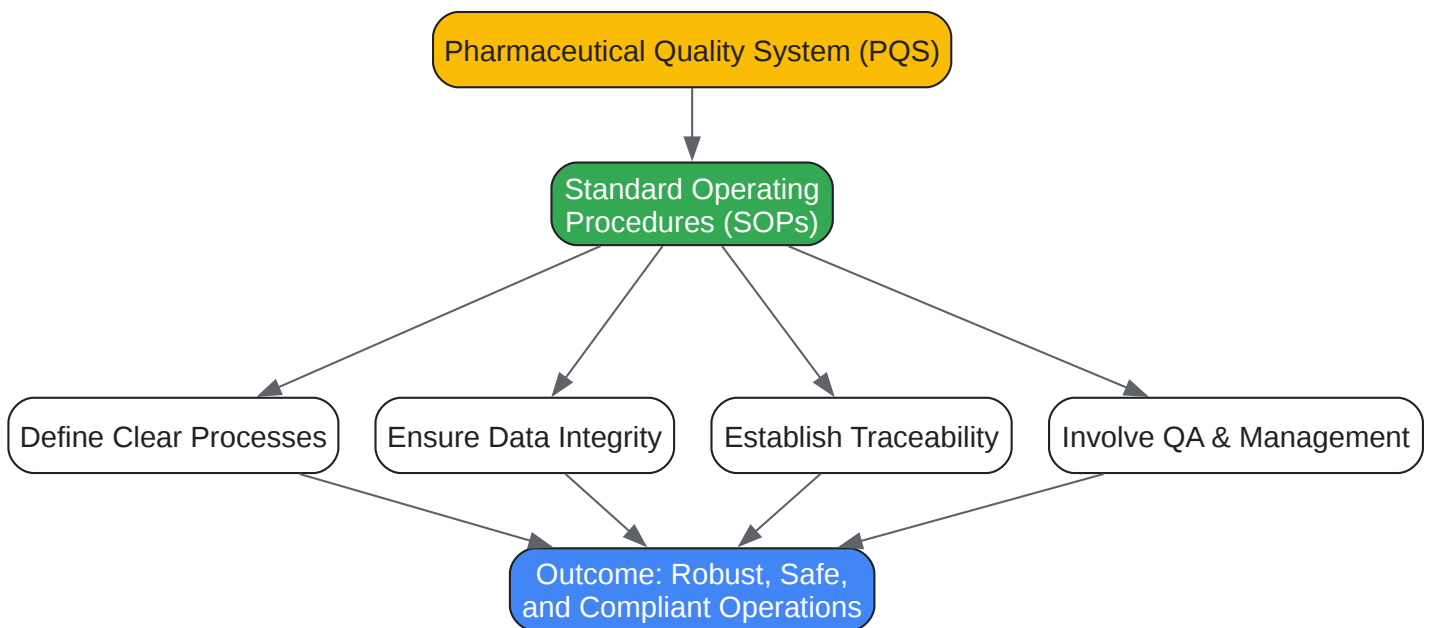 Pharmaceutical Quality System (PQS)
Standard Operating
Procedures (SOPs)
Define Clear Processes
Ensure Data Integrity
Establish Traceability
Involve QA & Management
Outcome: Robust, Safe,
and Compliant Operations